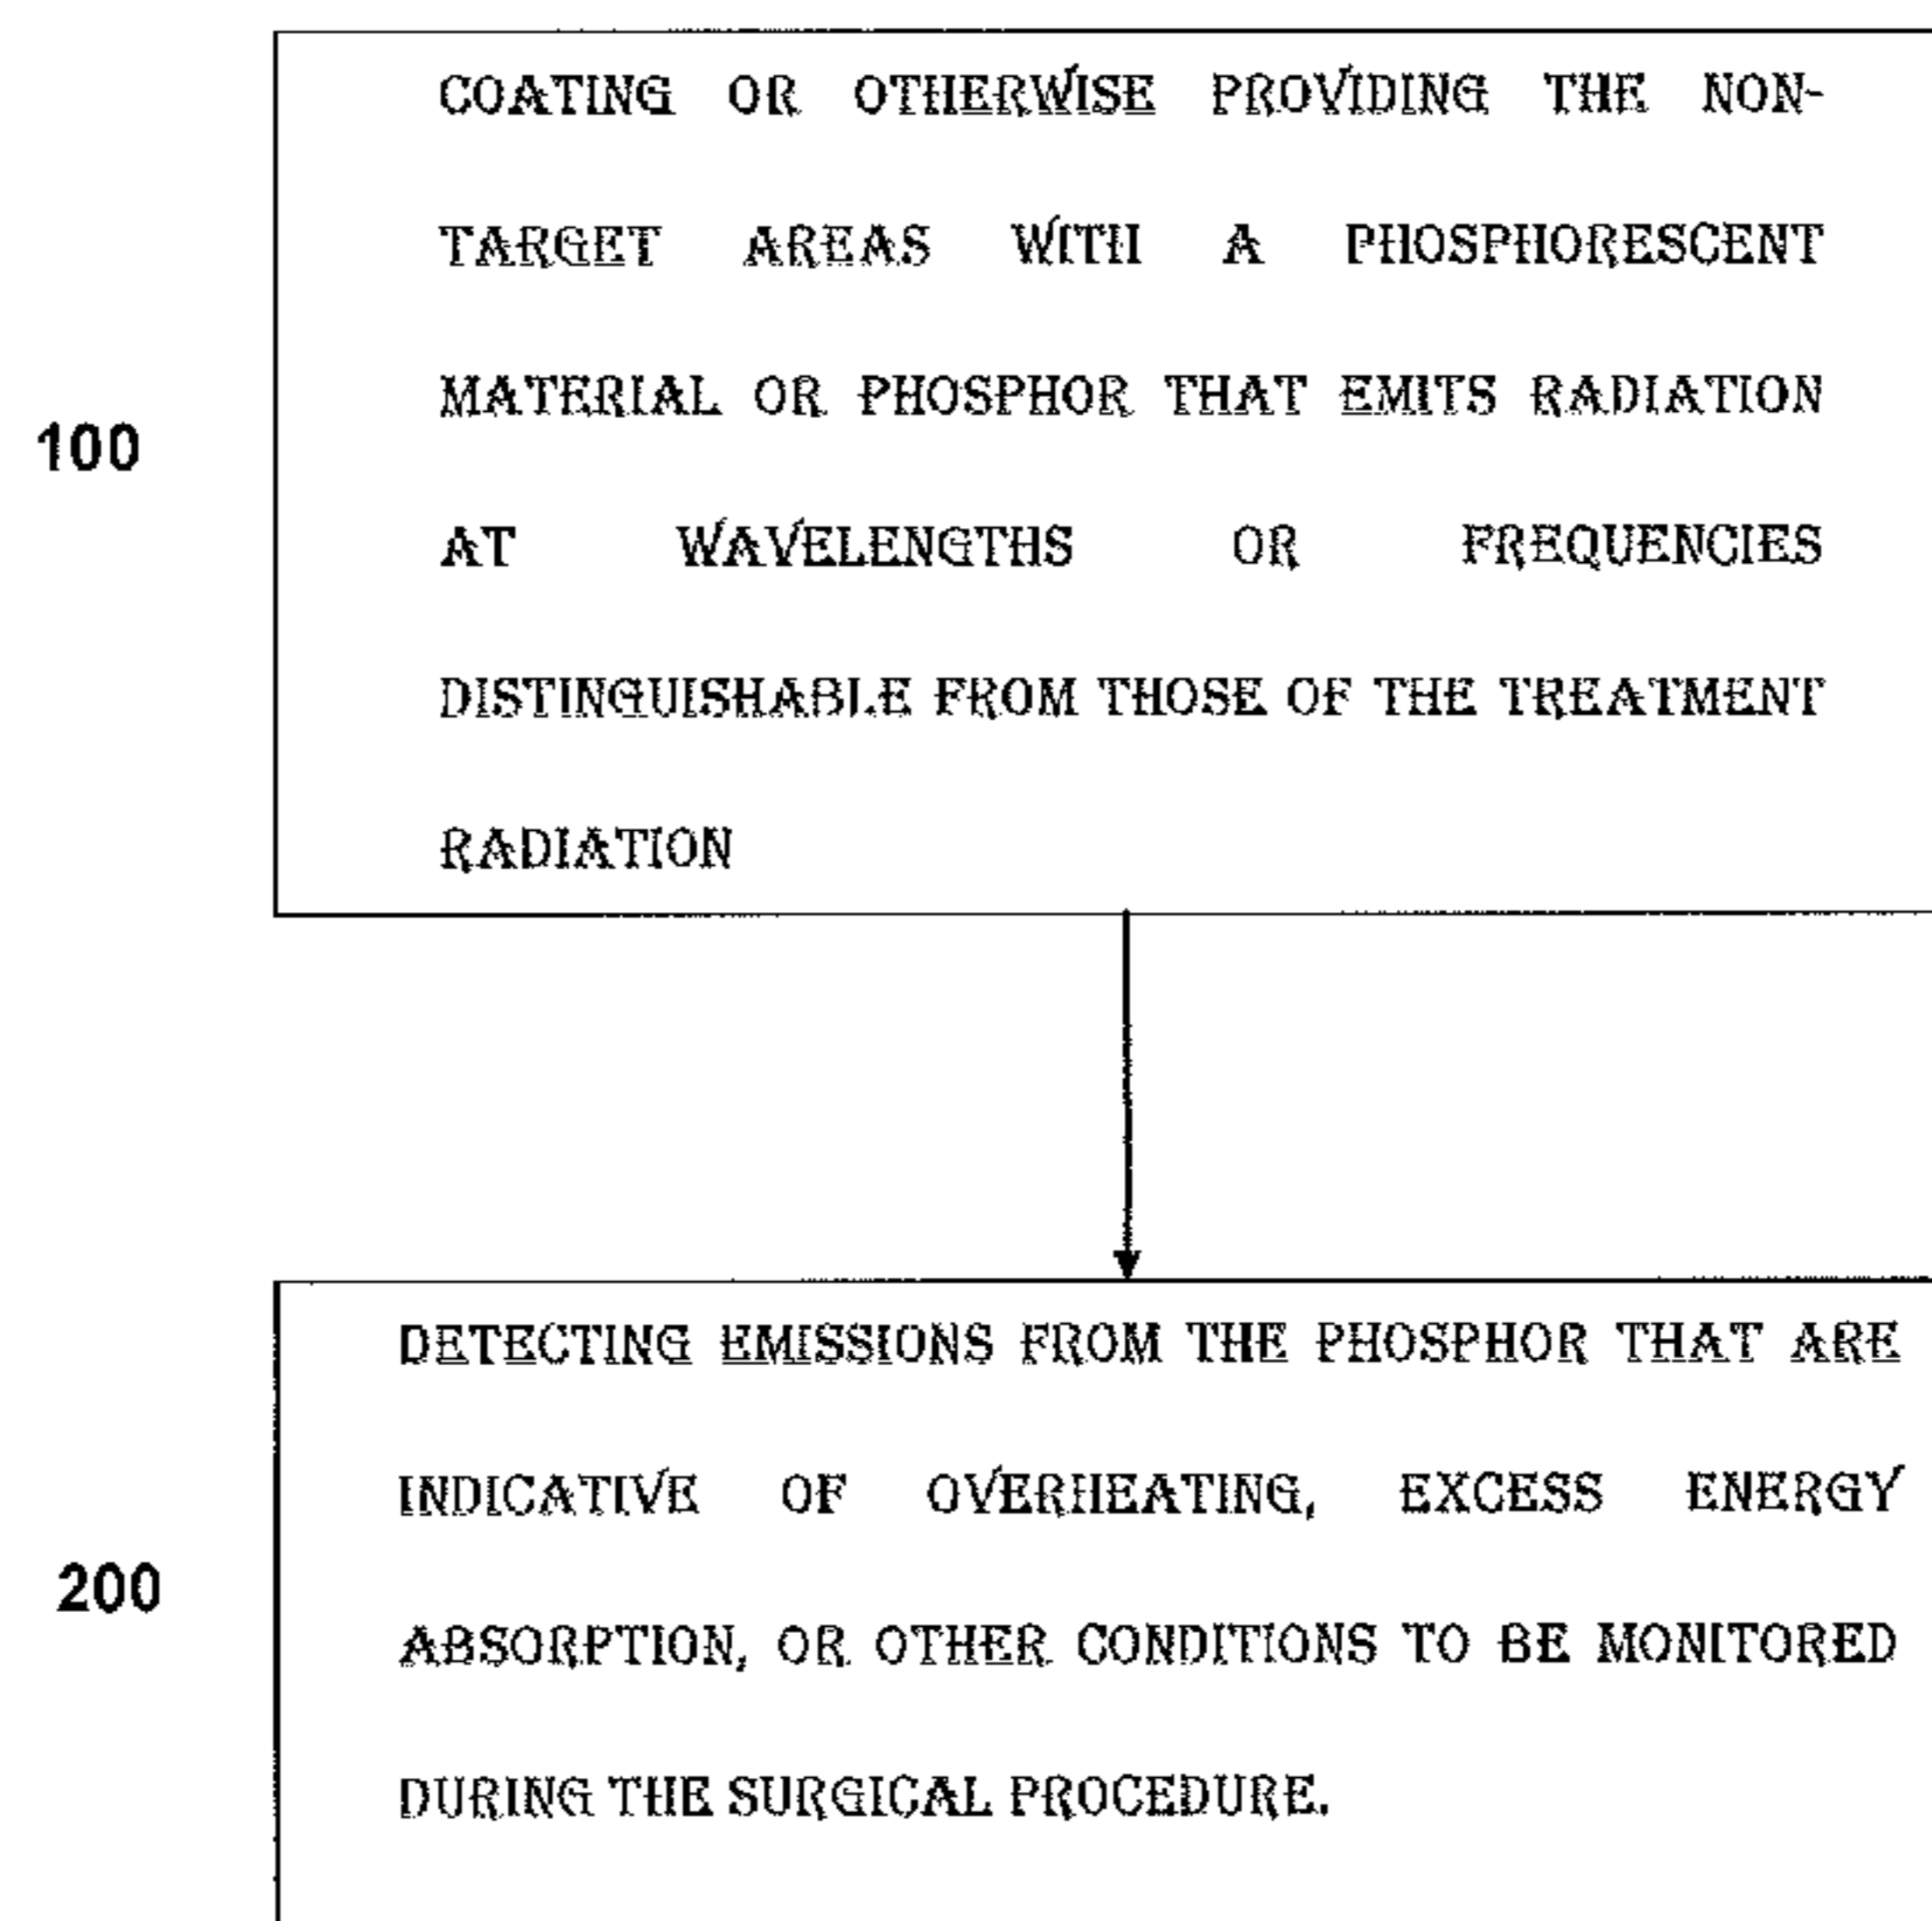 COATING OR OTHERWISE PROVIDING THE NON-
TARGET AREAS WITH A PHOSPHORESCENT
MATERIAL OR PHOSPHOR THAT EMITS RADIATION
100
AT WAVELENGTHS OR FREQUENCIES
DISTINGUISHABLE FROM THOSE OF THE TREATMENT
RADIATION
DETECTING EMISSIONS FROM THE PHOSPHOR THAT ARE
INDICATIVE OF OVERHEATING, EXCESS ENERGY
200
ABSORPTION, OR OTHER CONDITIONS TO BE MONITORED
DURING THE SURGICAL PROCEDURE.